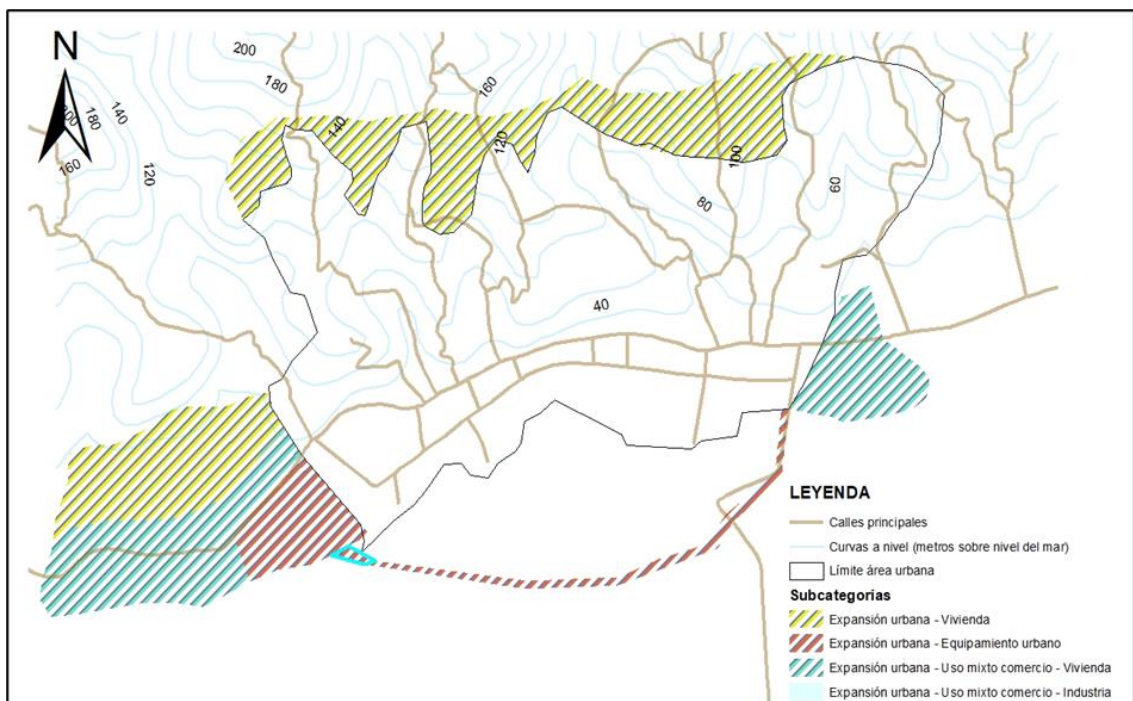 N
200
180
160
140
200
180
140
160
120
140
120
100
60
80
40
LEYENDA
Calles principales
Curvas a nivel (metros sobre nivel del mar)
Límite área urbana
Subcategorías
Expansión urbana - Vivienda
Expansión urbana - Equipamiento urbano
Expansión urbana - Uso mixto comercio - Vivienda
Expansión urbana - Uso mixto comercio - Industria